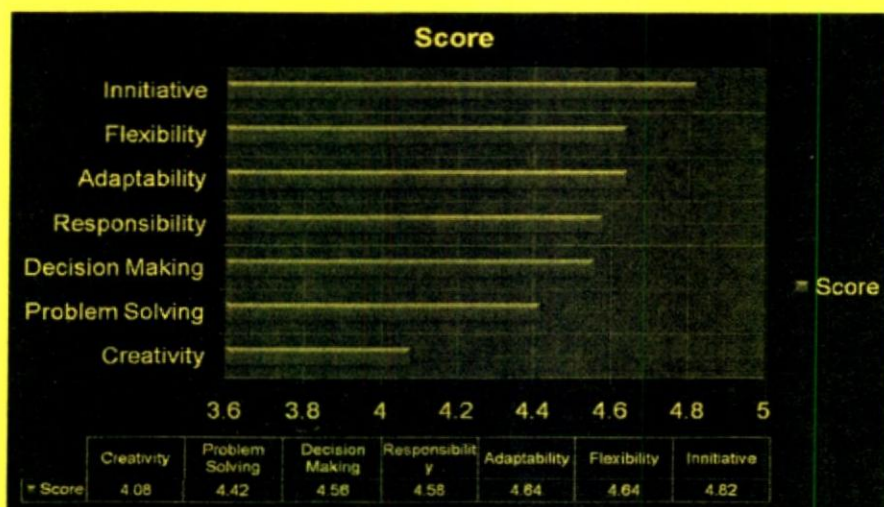 Score
Innitiative
Flexibility
Adaptability
Responsibility
Decision Making
Problem Solving
Creativity
Score
3.6 3.8 4 4.2 4.4 4.6 4.8 5
Creativity Problem Solving Decision Making Responsibility Adaptability Flexibility Innitiative
Score 4.08 4.42 4.56 4.58 4.64 4.64 4.82